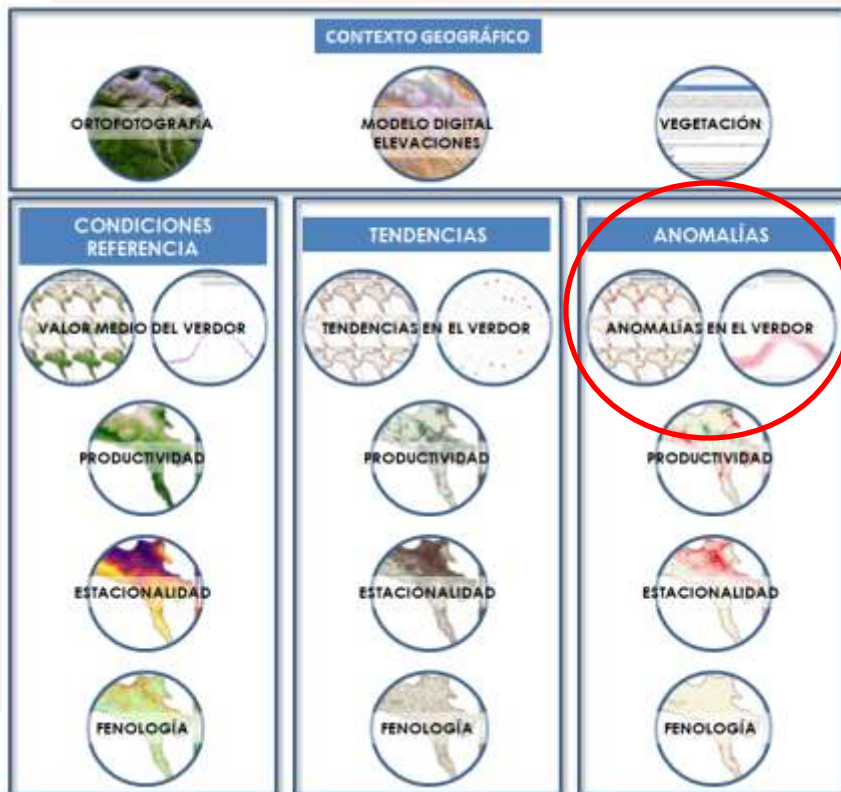 CONTEXTO GEOGRÁFICO
ORTOFOTOGRAFÍA
MODELO DIGITAL
ELEVACIONES
VEGETACIÓN
CONDICIONES
REFERENCIA
VALOR MEDIO DEL VERDOR
PRODUCTIVIDAD
ESTACIONALIDAD
FENOLOGÍA
TENDENCIAS
TENDENCIAS EN EL VERDOR
PRODUCTIVIDAD
ESTACIONALIDAD
FENOLOGÍA
ANOMALÍAS
ANOMALÍAS EN EL VERDOR
PRODUCTIVIDAD
ESTACIONALIDAD
FENOLOGÍA